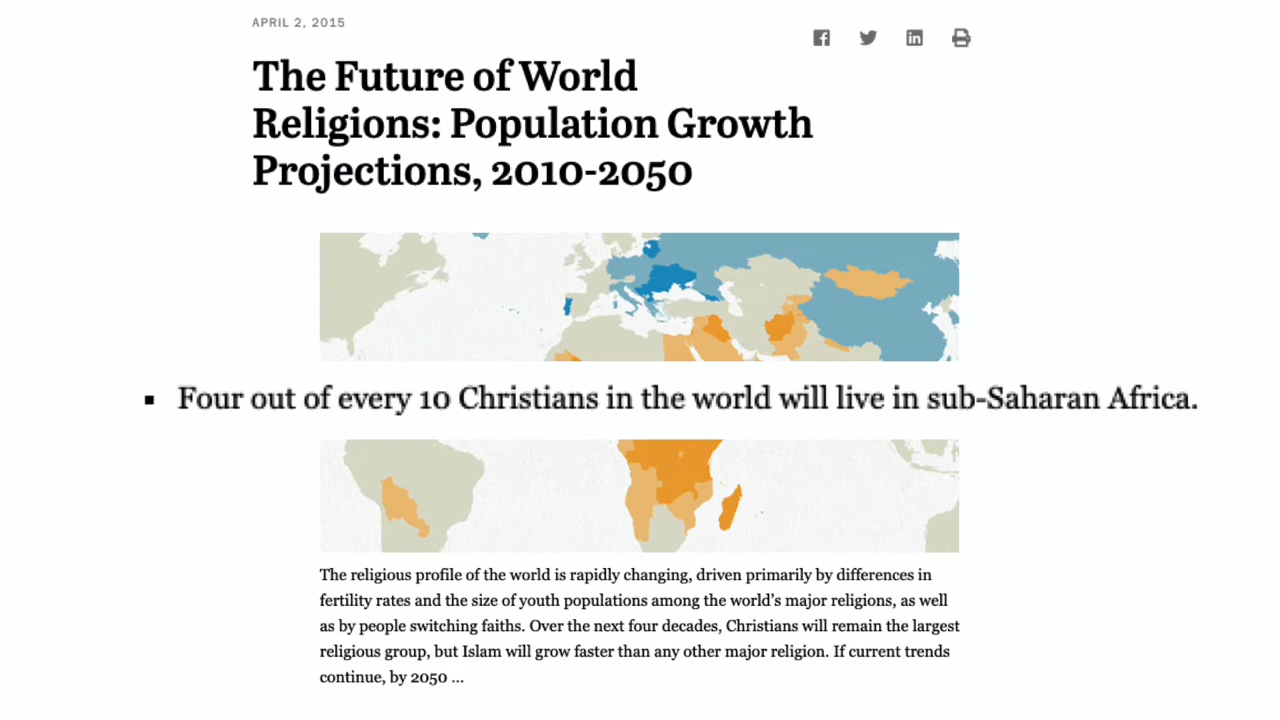 APRIL 2, 2015
The Future of World
Religions: Population Growth
Projections, 2010-2050
▪ Four out of every 10 Christians in the world will live in sub-Saharan Africa.
The religious profile of the world is rapidly changing, driven primarily by differences in
fertility rates and the size of youth populations among the world's major religions, as well
as by people switching faiths. Over the next four decades, Christians will remain the largest
religious group, but Islam will grow faster than any other major religion. If current trends
continue, by 2050 ...